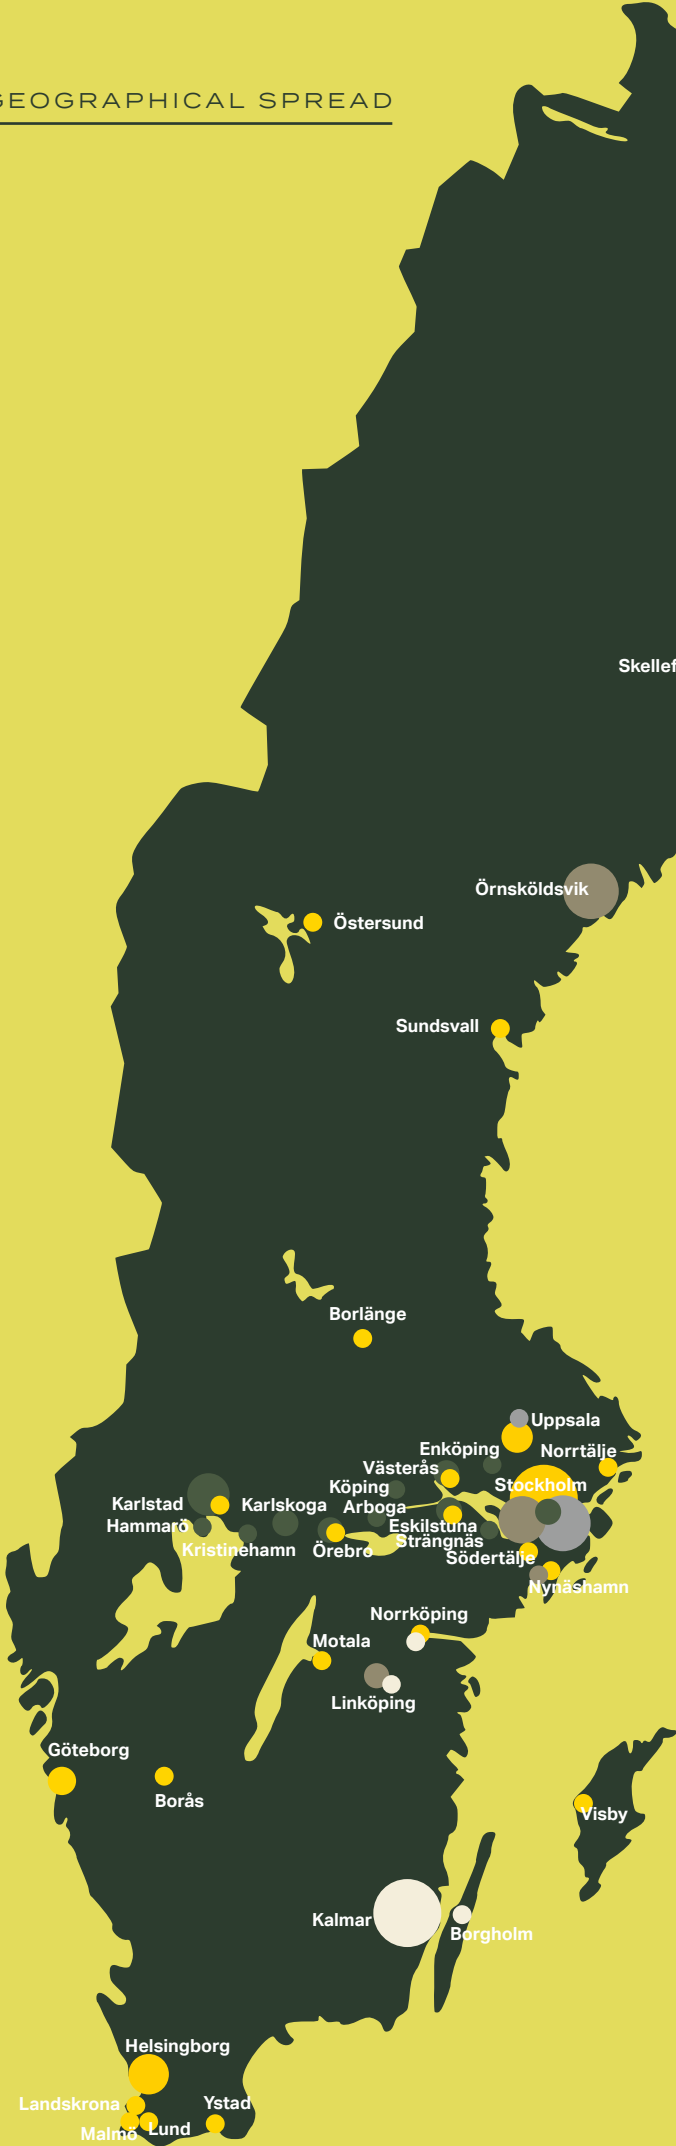 GEOGRAPHICAL SPREAD
Skellef
Örnsköldsvik
Östersund
Sundsvall
Borlänge
Uppsala
Enköping
Norrtälje
Västerås
Stockholm
Köping
Karlstad
Karlskoga
Arboga
Hammarö
Eskilstuna
Strängnäs
Kristinehamn
Örebro
Södertälje
Nynäshamn
Norrköping
Motala
Linköping
Göteborg
Borås
Visby
Kalmar
Borgholm
Helsingborg
Landskrona
Ystad
Malmö
Lund